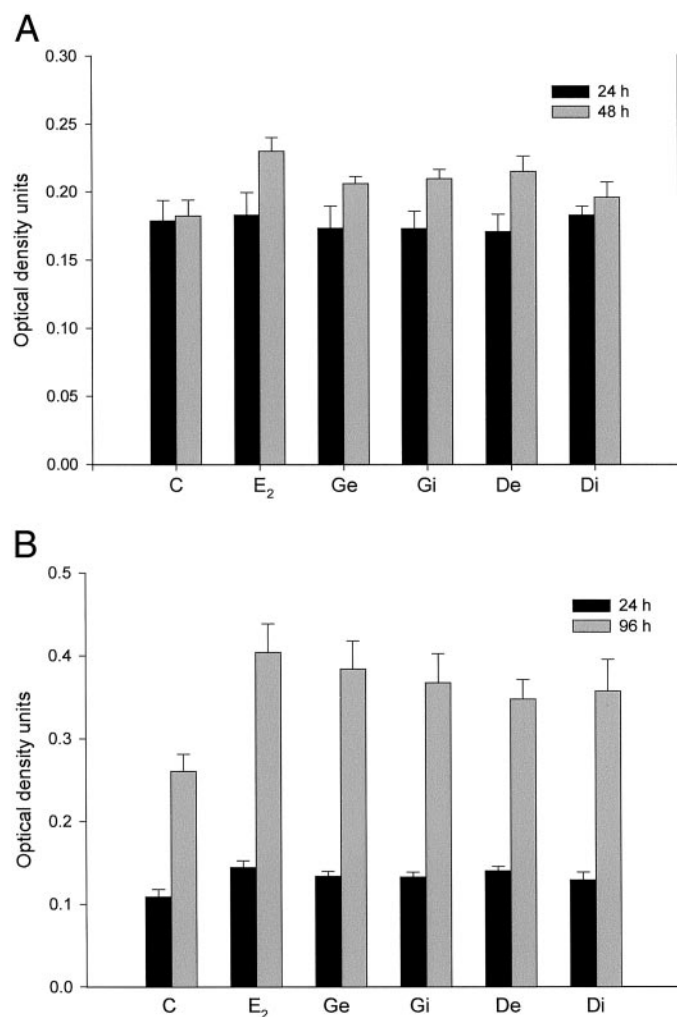 A
0.30
0.25
0.20
0.15
0.10
0.05
0.00
Optical density units
24 h
48 h
C E₂ Ge Gi De Di
B
0.5
0.4
0.3
0.2
0.1
0.0
Optical density units
24 h
96 h
C E₂ Ge Gi De Di